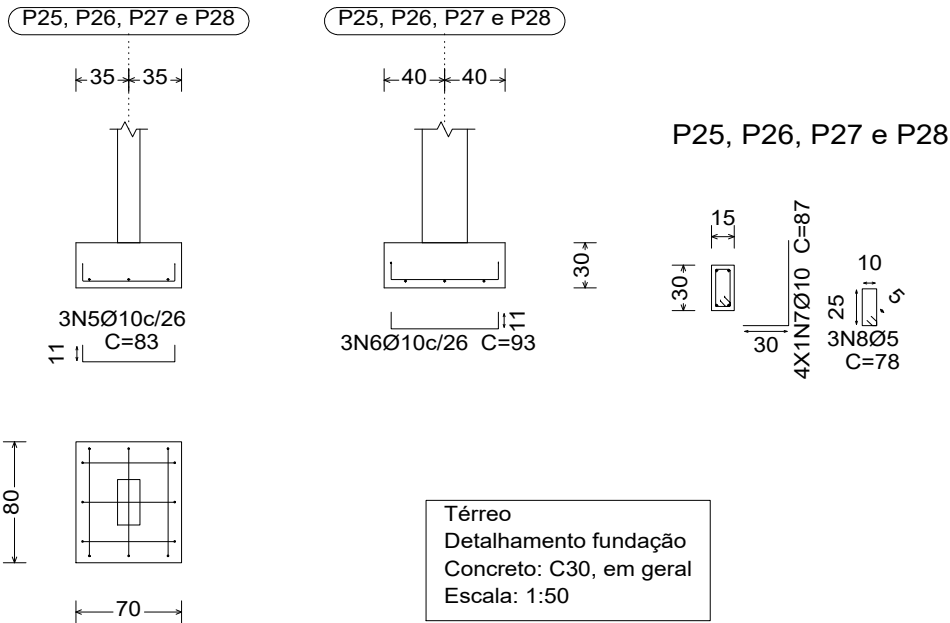 P25, P26, P27 e P28
35 35
3N5Ø10c/26
C=83
11
80
70
P25, P26, P27 e P28
40 40
30
3N6Ø10c/26 C=93
11
P25, P26, P27 e P28
15
30
30
4X1N7Ø10 C=87
10
25
5
3N8Ø5
C=78
Térreo
Detalhamento fundação
Concreto: C30, em geral
Escala: 1:50